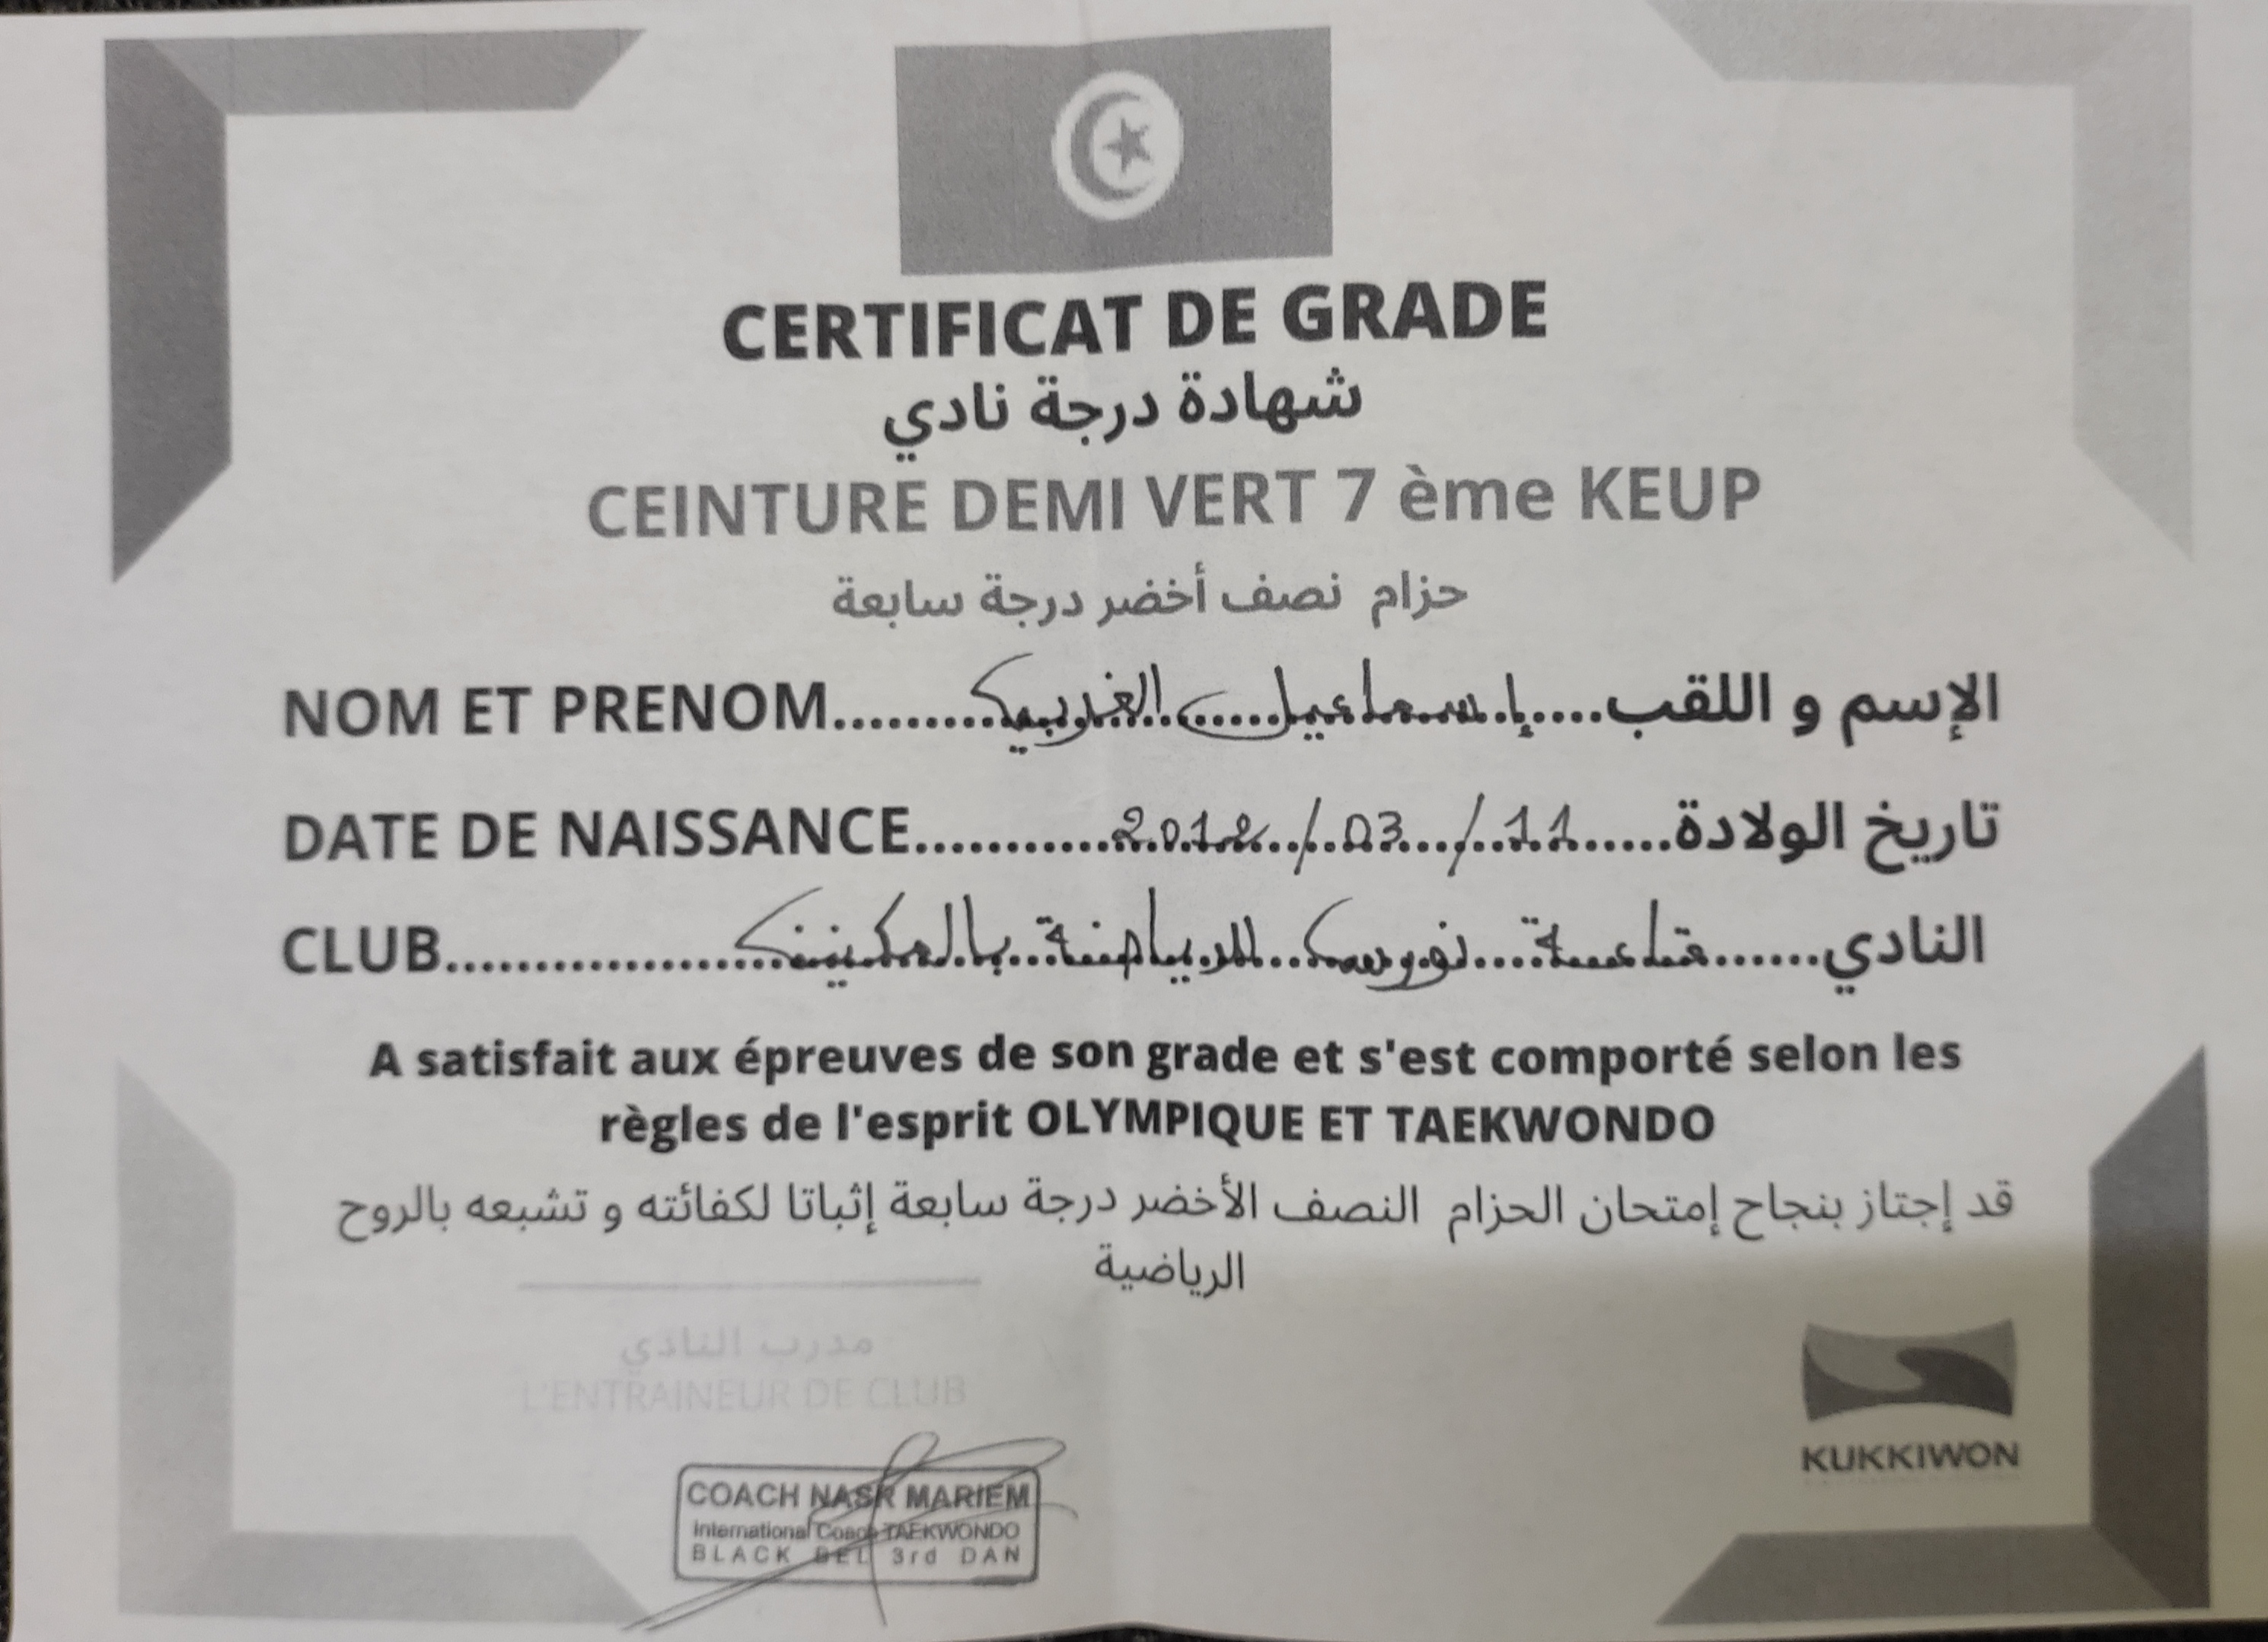 CERTIFICAT DE GRADE
شهادة درجة نادي
CEINTURE DEMI VERT 7 ème KEUP
حزام نصف أخضر درجة سابعة
NOM ET PRENOM.........إسماعيل الغربي.....الإسم و اللقب
DATE DE NAISSANCE............2012/03/11.....تاريخ الولادة
CLUB...................قاعة نورس للرياضة بالمكنين.......النادي
A satisfait aux épreuves de son grade et s'est comporté selon les
règles de l'esprit OLYMPIQUE ET TAEKWONDO
قد إجتاز بنجاح إمتحان الحزام النصف الأخضر درجة سابعة إثباتا لكفائته و تشبعه بالروح
الرياضية
مدرب النادي
L'ENTRAINEUR DE CLUB
COACH NASR MARIEM
International Coach TAEKWONDO
BLACK BEL 3rd DAN
KUKKIWON